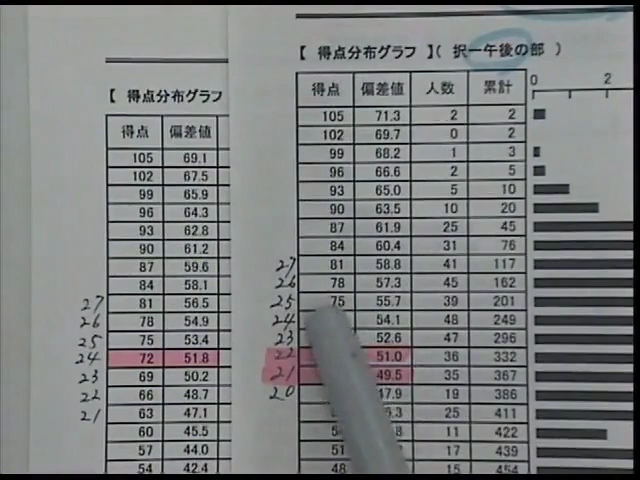 【 得点分布グラフ
得点 偏差値
105 69.1
102 67.5
99 65.9
96 64.3
93 62.8
90 61.2
87 59.6
84 58.1
27 81 56.5
26 78 54.9
25 75 53.4
24 72 51.8
23 69 50.2
22 66 48.7
21 63 47.1
60 45.5
57 44.0
54 42.4
【 得点分布グラフ 】( 択一午後の部 )
得点 偏差値 人数 累計 0 2
105 71.3 2 2
102 69.7 0 2
99 68.2 1 3
96 66.6 2 5
93 65.0 5 10
90 63.5 10 20
87 61.9 25 45
84 60.4 31 76
27 81 58.8 41 117
26 78 57.3 45 162
25 75 55.7 39 201
24 54.1 48 249
23 52.6 47 296
22 51.0 36 332
21 49.5 35 367
20 19 386
25 411
11 422
51 17 439
48 15 454